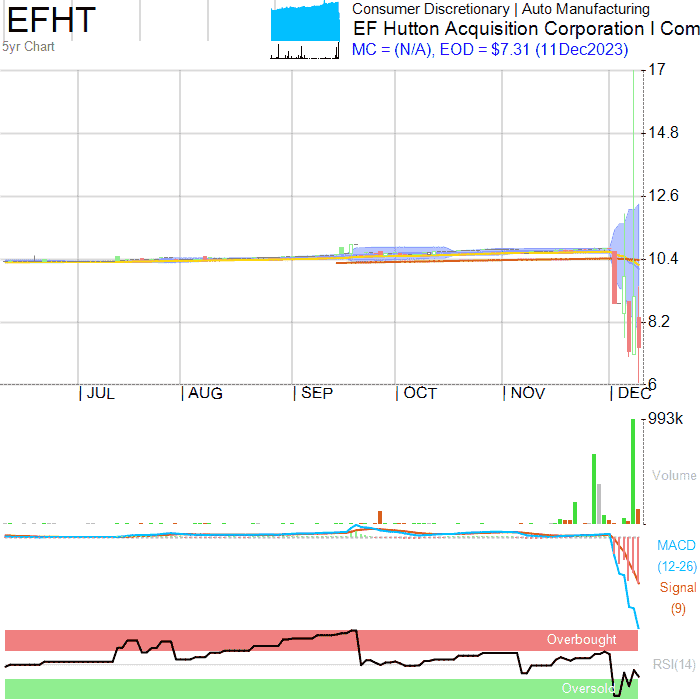 EFHT
5yr Chart
Consumer Discretionary | Auto Manufacturing
EF Hutton Acquisition Corporation I Com
MC = (N/A), EOD = $7.31 (11Dec2023)
17
14.8
12.6
10.4
8.2
6
JUL AUG SEP OCT NOV DEC
993k
Volume
MACD
(12-26)
Signal
(9)
Overbought
RSI(14)
Oversold